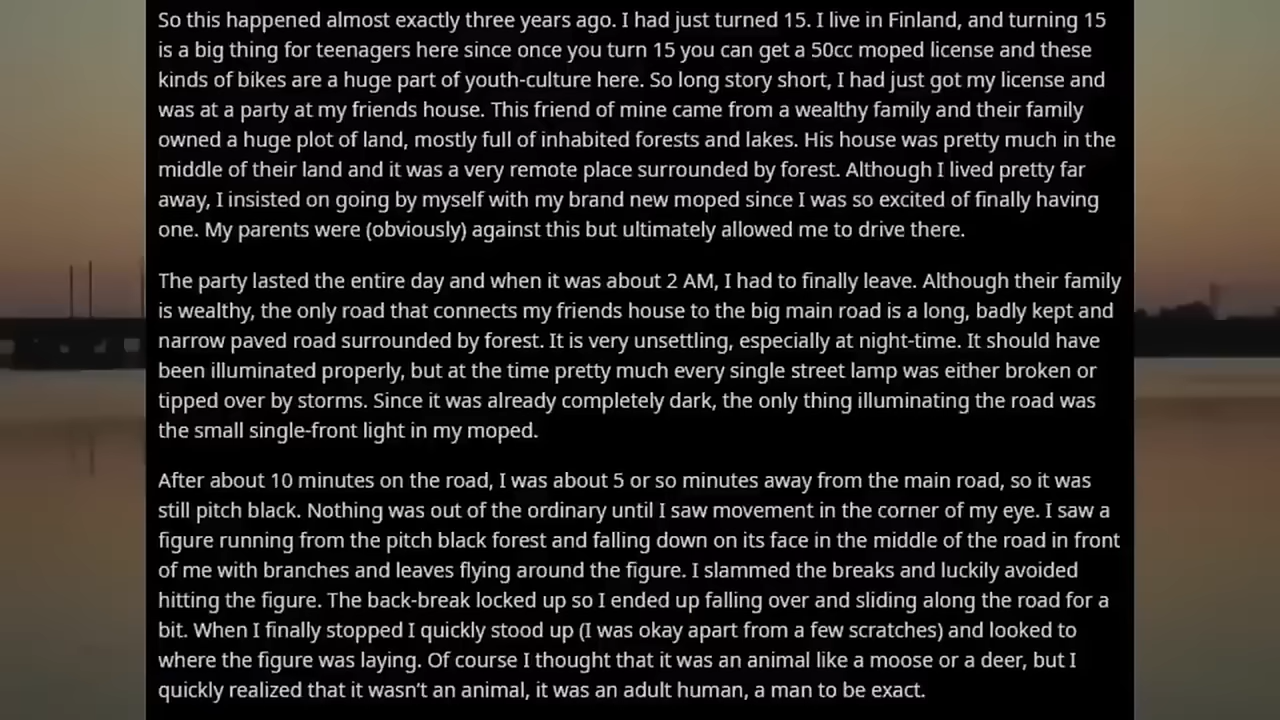 So this happened almost exactly three years ago. I had just turned 15. I live in Finland, and turning 15
is a big thing for teenagers here since once you turn 15 you can get a 50cc moped license and these
kinds of bikes are a huge part of youth-culture here. So long story short, I had just got my license and
was at a party at my friends house. This friend of mine came from a wealthy family and their family
owned a huge plot of land, mostly full of inhabited forests and lakes. His house was pretty much in the
middle of their land and it was a very remote place surrounded by forest. Although I lived pretty far
away, I insisted on going by myself with my brand new moped since I was so excited of finally having
one. My parents were (obviously) against this but ultimately allowed me to drive there.
The party lasted the entire day and when it was about 2 AM, I had to finally leave. Although their family
is wealthy, the only road that connects my friends house to the big main road is a long, badly kept and
narrow paved road surrounded by forest. It is very unsettling, especially at night-time. It should have
been illuminated properly, but at the time pretty much every single street lamp was either broken or
tipped over by storms. Since it was already completely dark, the only thing illuminating the road was
the small single-front light in my moped.
After about 10 minutes on the road, I was about 5 or so minutes away from the main road, so it was
still pitch black. Nothing was out of the ordinary until I saw movement in the corner of my eye. I saw a
figure running from the pitch black forest and falling down on its face in the middle of the road in front
of me with branches and leaves flying around the figure. I slammed the breaks and luckily avoided
hitting the figure. The back-break locked up so I ended up falling over and sliding along the road for a
bit. When I finally stopped I quickly stood up (I was okay apart from a few scratches) and looked to
where the figure was laying. Of course I thought that it was an animal like a moose or a deer, but I
quickly realized that it wasn't an animal, it was an adult human, a man to be exact.